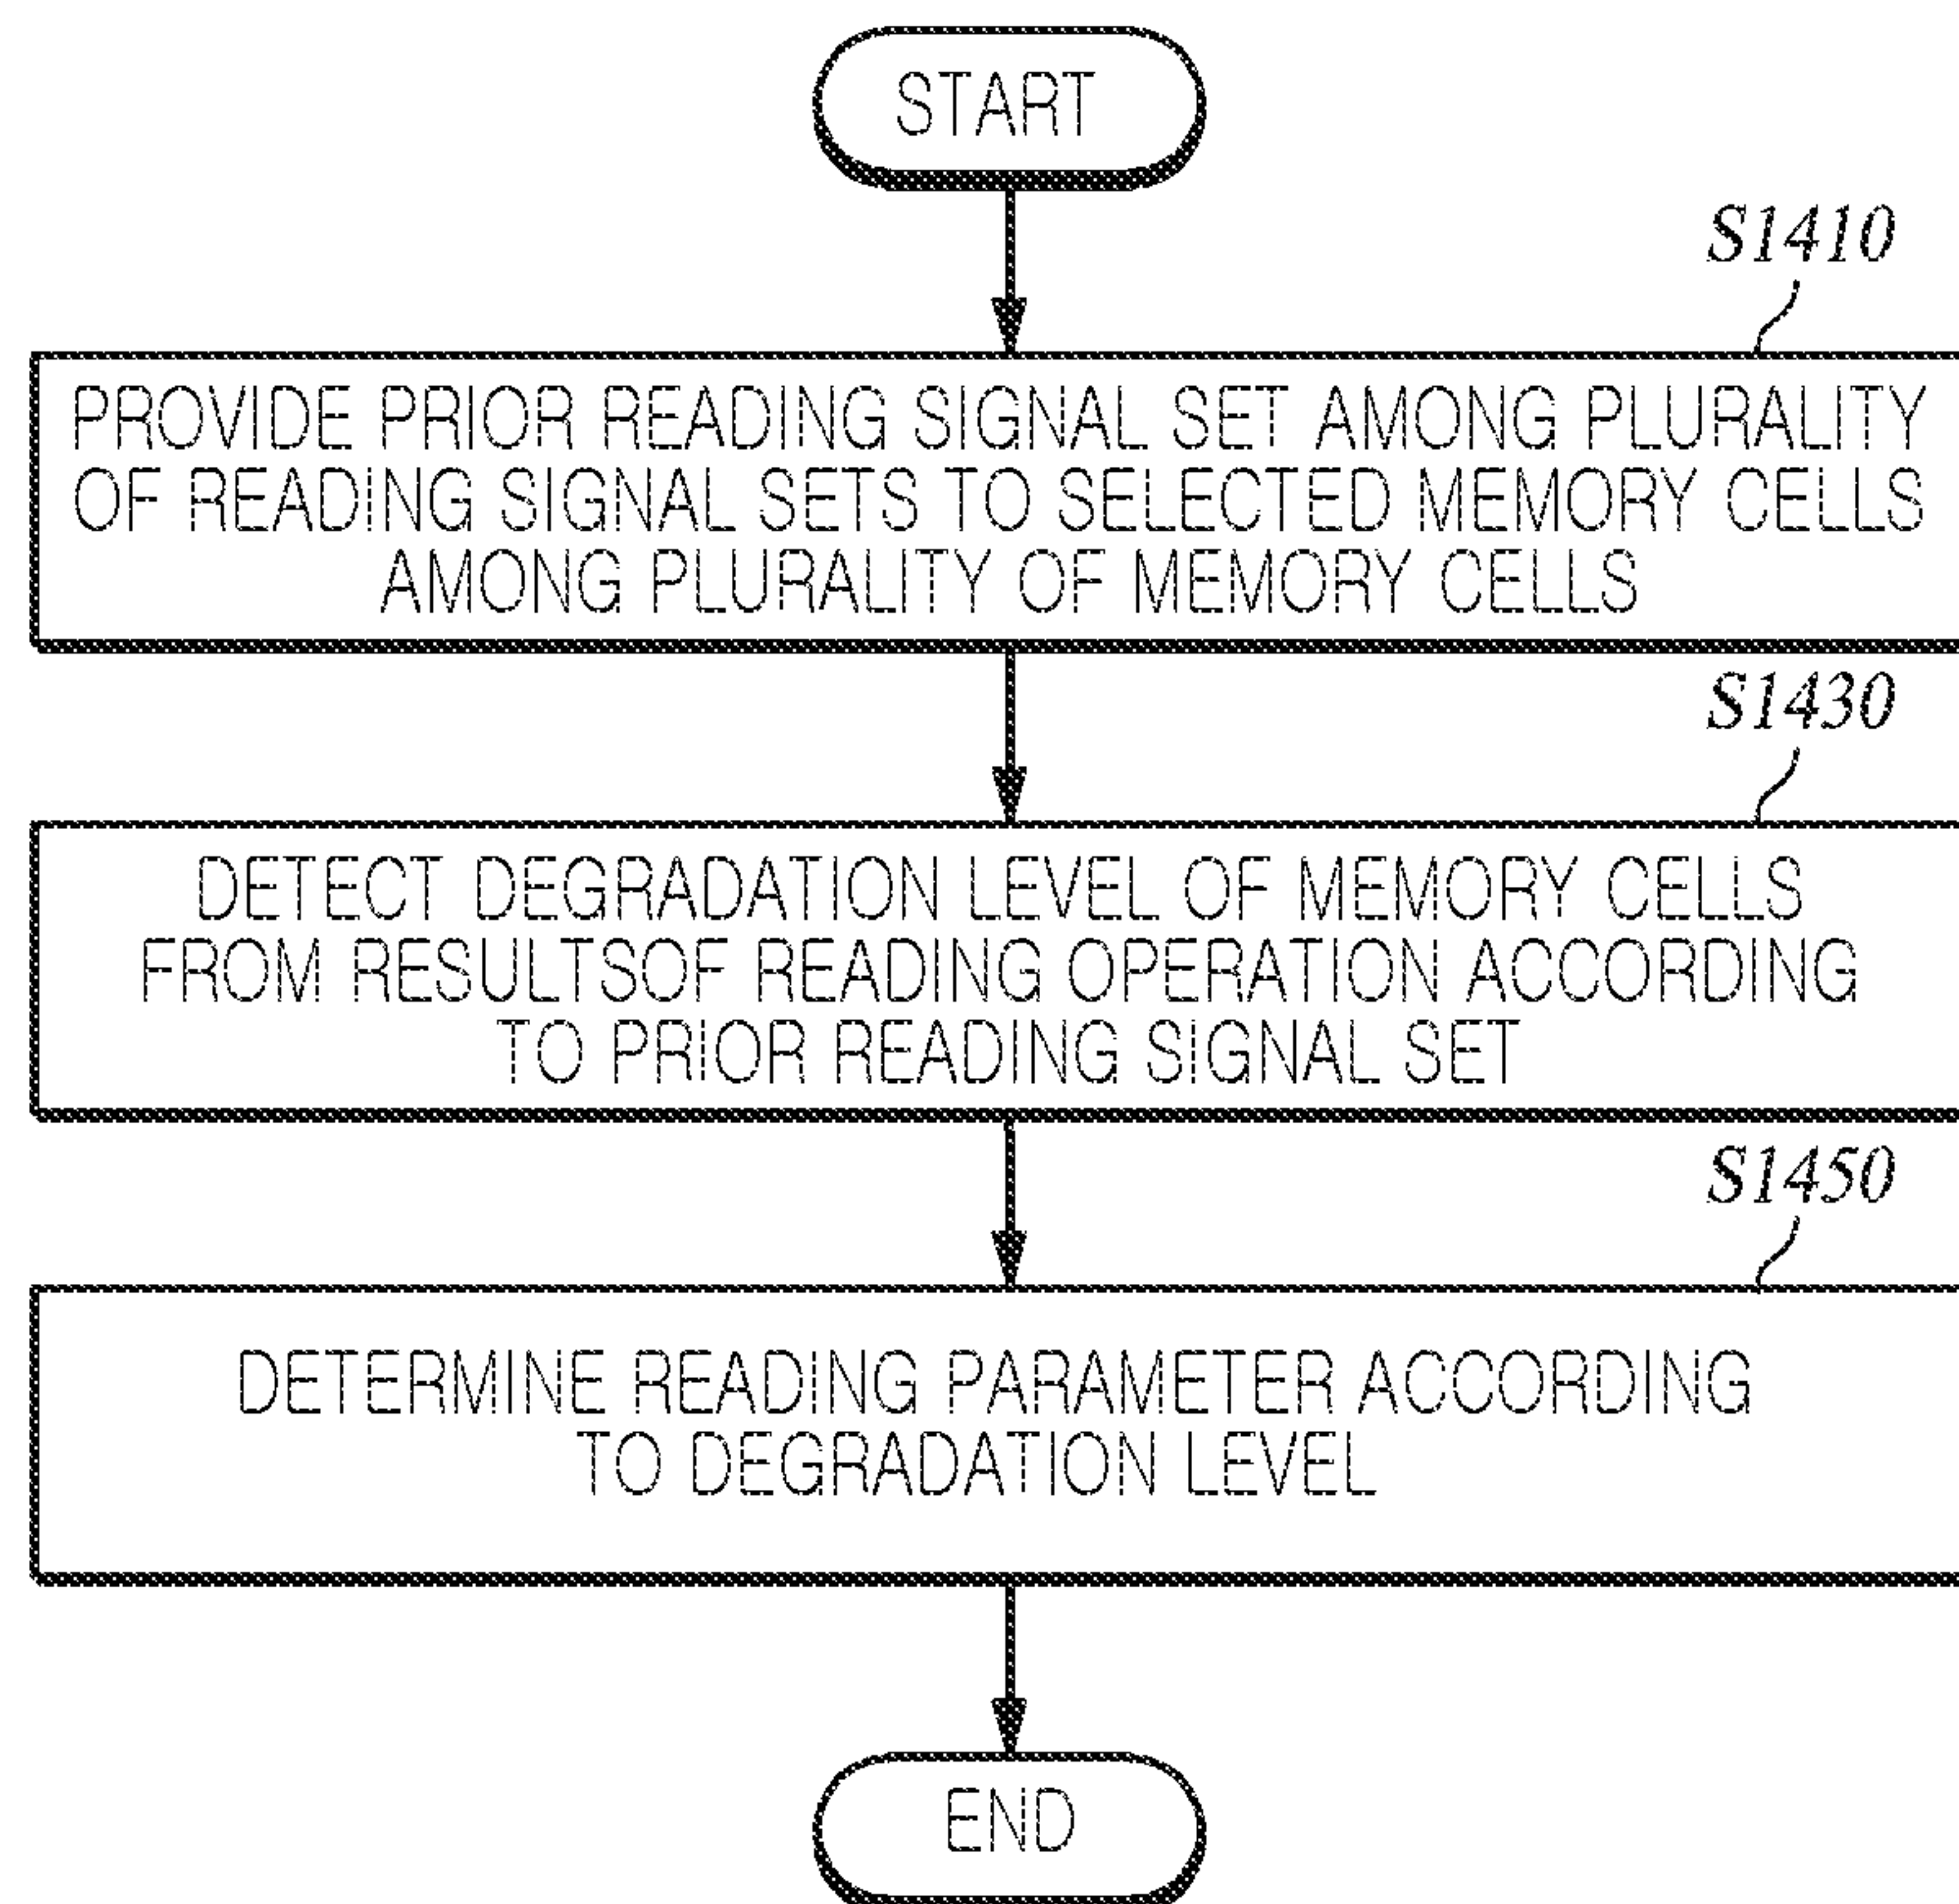 START
S1410
PROVIDE PRIOR READING SIGNAL SET AMONG PLURALITY
OF READING SIGNAL SETS TO SELECTED MEMORY CELLS
AMONG PLURALITY OF MEMORY CELLS
S1430
DETECT DEGRADATION LEVEL OF MEMORY CELLS
FROM RESULTSOF READING OPERATION ACCORDING
TO PRIOR READING SIGNAL SET
S1450
DETERMINE READING PARAMETER ACCORDING
TO DEGRADATION LEVEL
END